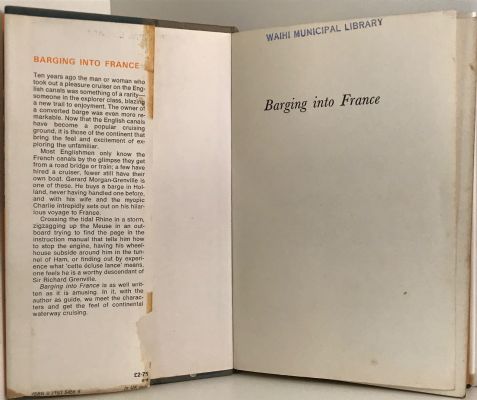 BARGING INTO FRANCE
Ten years ago the man or woman who
took out a pleasure cruiser on the Eng-
lish canals was something of a rarity—
someone in the explorer class, blazing
a new trail to enjoyment. The owner of
a converted barge was even more re-
markable. Now that the English canals
have become a popular cruising
ground, it is those of the continent that
bring the feel and excitement of ex-
ploring the unfamiliar.
Most Englishmen only know the
French canals by the glimpse they get
from a road bridge or train; a few have
hired a cruiser, fewer still have their
own boat. Gerard Morgan-Grenville is
one of these. He buys a barge in Hol-
land, never having handled one before,
and with his wife and the myopic
Charlie intrepidly sets out on his hilar-
ious voyage to France.
Crossing the tidal Rhine in a storm,
zigzagging up the Meuse in an out-
board trying to find the page in the
instruction manual that tells him how
to stop the engine, having his wheel-
house subside around him in the tun-
nel of Ham, or finding out by experi-
ence what 'cette écluse lance' means,
one feels he is a worthy descendant of
Sir Richard Grenville.
Barging into France is as well writ-
ten as it is amusing. In it, with the
author as guide, we meet the charac-
ters and get the feel of continental
waterway cruising.
£2·75
in UK
ISBN 0 7153
WAIHI MUNICIPAL LIBRARY
Barging into France